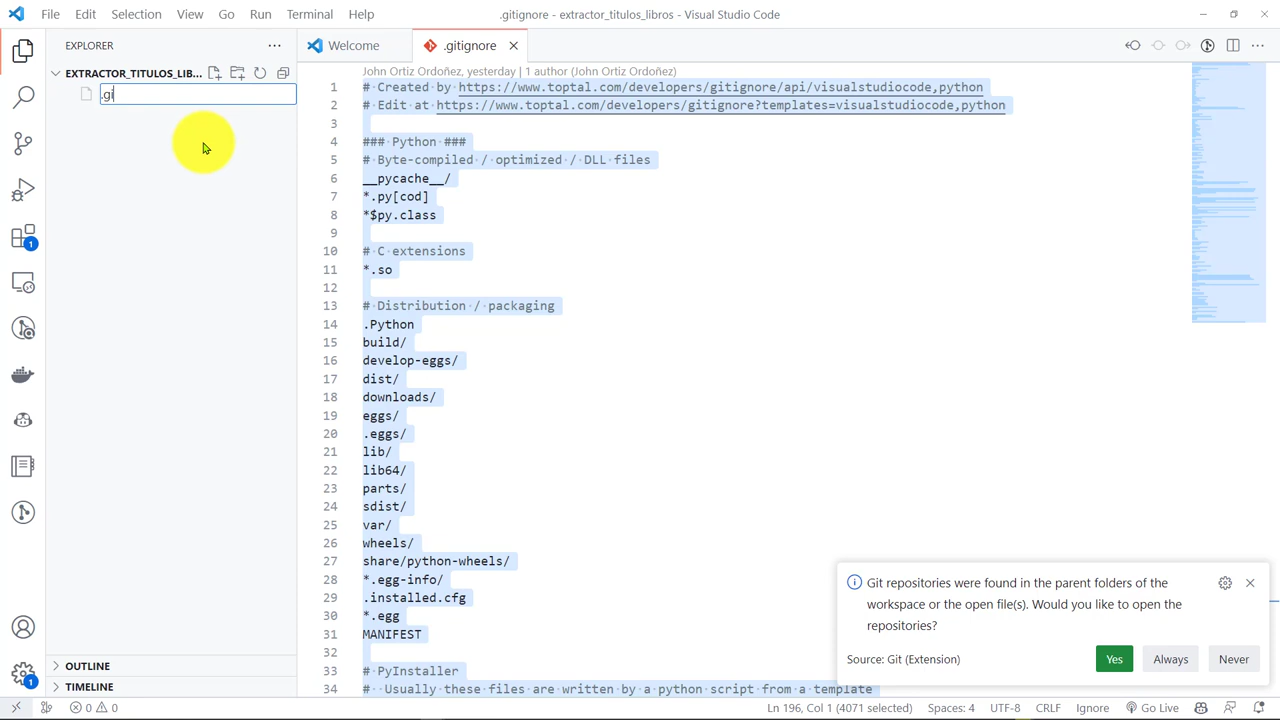 File Edit Selection View Go Run Terminal Help
.gitignore - extractor_titulos_libros - Visual Studio Code
EXPLORER
Welcome
.gitignore
EXTRACTOR_TITULOS_LIB...
.gi
John Ortiz Ordoñez, yesterday | 1 author (John Ortiz Ordoñez)
1 # Created by https://www.toptal.com/developers/gitignore/api/visualstudiocode,python
2 # Edit at https://www.toptal.com/developers/gitignore?templates=visualstudiocode,python
3
4 ### Python ###
5 # Byte-compiled / optimized / DLL files
6 __pycache__/
7 *.py[cod]
8 *$py.class
9
10 # C extensions
11 *.so
12
13 # Distribution / packaging
14 .Python
15 build/
16 develop-eggs/
17 dist/
18 downloads/
19 eggs/
20 .eggs/
21 lib/
22 lib64/
23 parts/
24 sdist/
25 var/
26 wheels/
27 share/python-wheels/
28 *.egg-info/
29 .installed.cfg
30 *.egg
31 MANIFEST
32
33 # PyInstaller
34 # Usually these files are written by a python script from a template
1
Git repositories were found in the parent folders of the
workspace or the open file(s). Would you like to open the
repositories?
Source: Git (Extension)
Yes
Always
Never
OUTLINE
1
TIMELINE
0 0
Ln 196, Col 1 (4071 selected)
Spaces: 4
UTF-8
CRLF
Ignore
Go Live